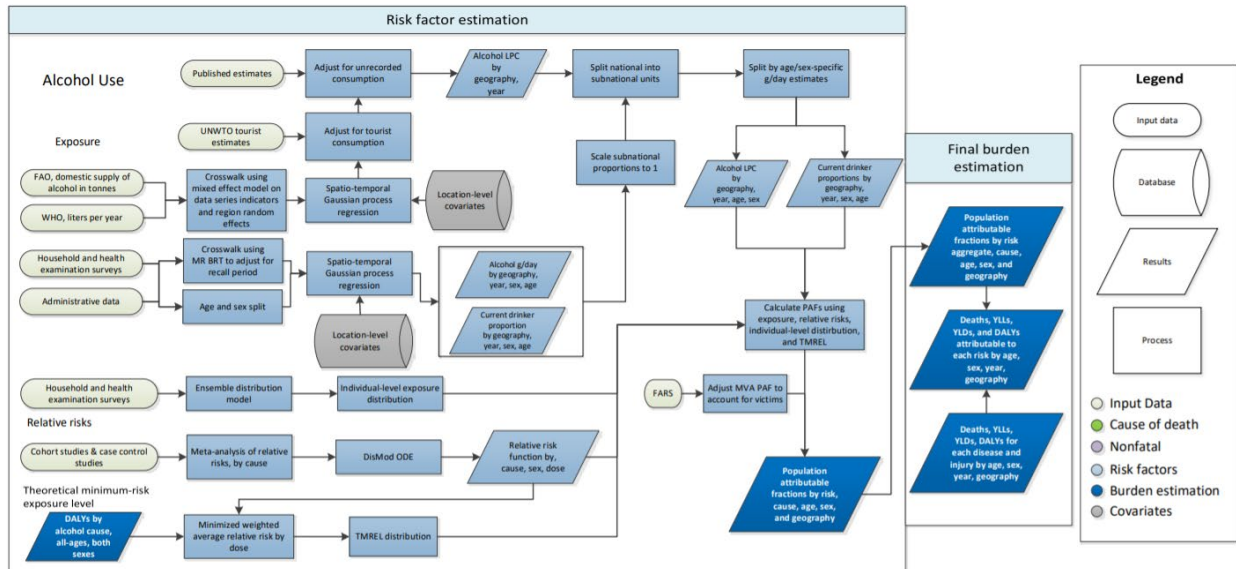 Risk factor estimation
Alcohol Use
Published estimates
Adjust for unrecorded
consumption
Alcohol LPC
by
geography,
year
Split national into
subnational units
Split by age/sex-specific
g/day estimates
Exposure
UNWTO tourist
estimates
Adjust for tourist
consumption
Scale subnational
proportions to 1
Alcohol LPC
by
geography,
year, age, sex
Current drinker
proportions by
geography,
year, sex, age
FAO, domestic supply of
alcohol in tonnes
WHO, liters per year
Crosswalk using
mixed effect model on
data series indicators
and region random
effects
Spatio-temporal
Gaussian process
regression
Location-level
covariates
Household and health
examination surveys
Administrative data
Crosswalk using
MR BRT to adjust for
recall period
Age and sex split
Spatio-temporal
Gaussian process
regression
Location-level
covariates
Alcohol g/day
by geography,
year, sex, age
Current drinker
proportion
by geography,
year, sex, age
Calculate PAFs using
exposure, relative risks,
individual-level distirbution,
and TMREL
Household and health
examination surveys
Ensemble distribution
model
Individual-level exposure
distribution
FARS
Adjust MVA PAF to
account for victims
Relative risks
Cohort studies & case control
studies
Meta-analysis of relative
risks, by cause
DisMod ODE
Relative risk
function by,
cause, sex, dose
Population
attributable
fractions by risk,
cause, age, sex,
and geography
Theoretical minimum-risk
exposure level
DALYs by
alcohol cause,
all-ages, both
sexes
Minimized weighted
average relative risk by
dose
TMREL distribution
Final burden
estimation
Population
attributable
fractions by risk
aggregate, cause,
age, sex, and
geography
Deaths, YLLs,
YLDs, and DALYs
attributable to
each risk by age,
sex, year,
geography
Deaths, YLLs,
YLDs, DALYs for
each disease and
injury by age, sex,
year, geography
Legend
Input data
Database
Results
Process
Input Data
Cause of death
Nonfatal
Risk factors
Burden estimation
Covariates